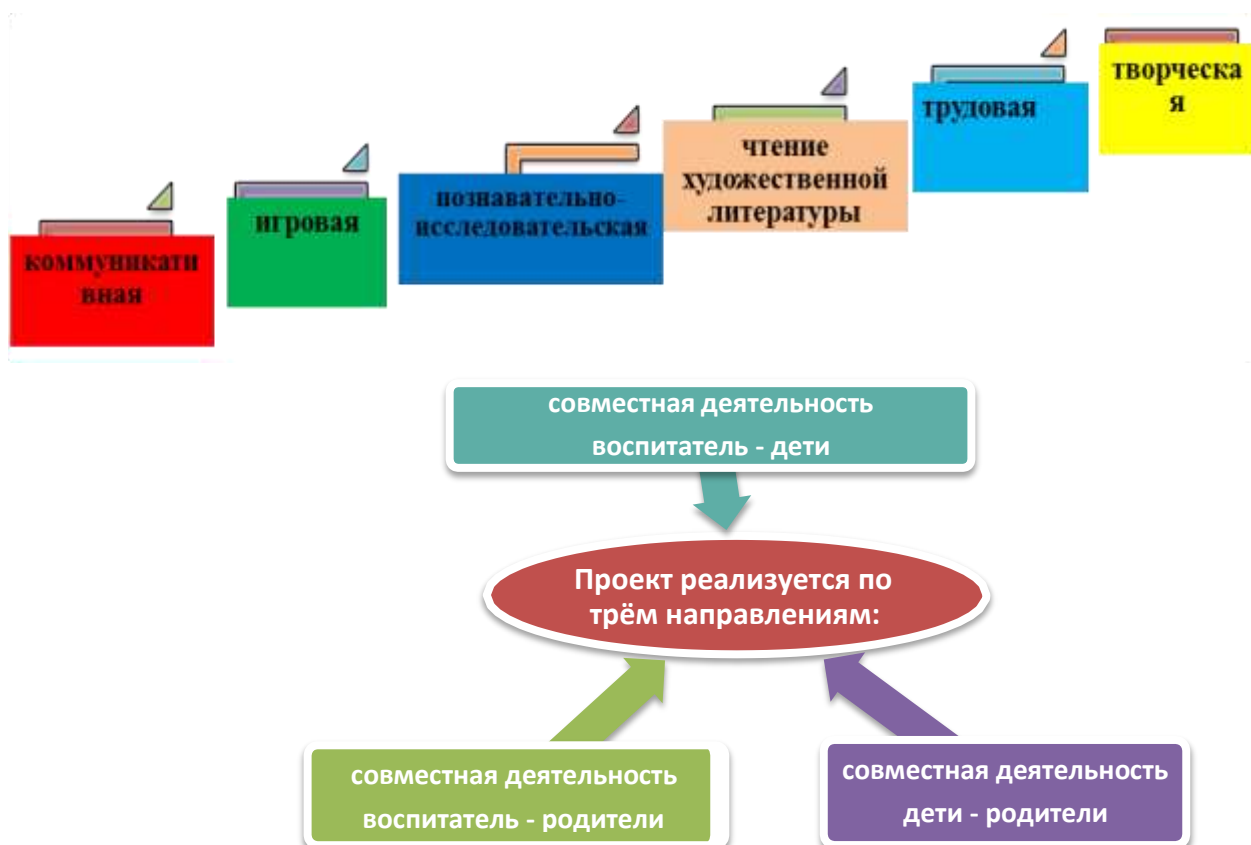 коммуникати
вная
игровая
познавательно-
исследовательская
чтение
художественной
литературы
трудовая
творческа
я
совместная деятельность
воспитатель - дети
Проект реализуется по
трём направлениям:
совместная деятельность
воспитатель - родители
совместная деятельность
дети - родители